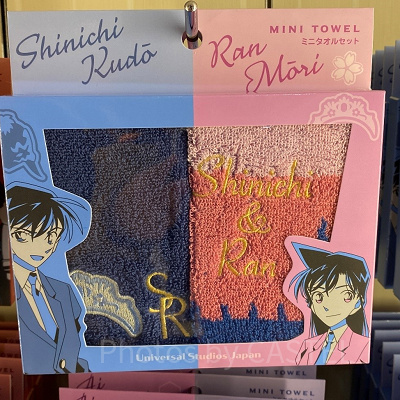 Shinichi
Kudō
Ran
Mōri
MINI TOWEL
ミニタオルセット
Shinichi
&
Ran
S
R
Universal Studios Japan
MINI TOWEL